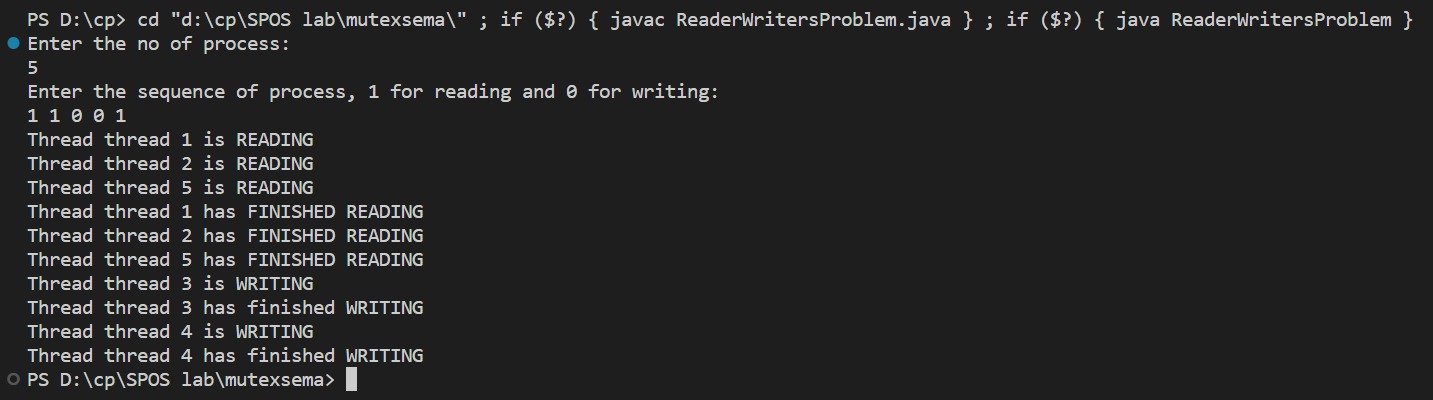 PS D:\cp> cd "d:\cp\SPOS lab\mutexsema\" ; if ($?) { javac ReaderWritersProblem.java } ; if ($?) { java ReaderWritersProblem }
Enter the no of process:
5
Enter the sequence of process, 1 for reading and 0 for writing:
1 1 0 0 1
Thread thread 1 is READING
Thread thread 2 is READING
Thread thread 5 is READING
Thread thread 1 has FINISHED READING
Thread thread 2 has FINISHED READING
Thread thread 5 has FINISHED READING
Thread thread 3 is WRITING
Thread thread 3 has finished WRITING
Thread thread 4 is WRITING
Thread thread 4 has finished WRITING
PS D:\cp\SPOS lab\mutexsema>